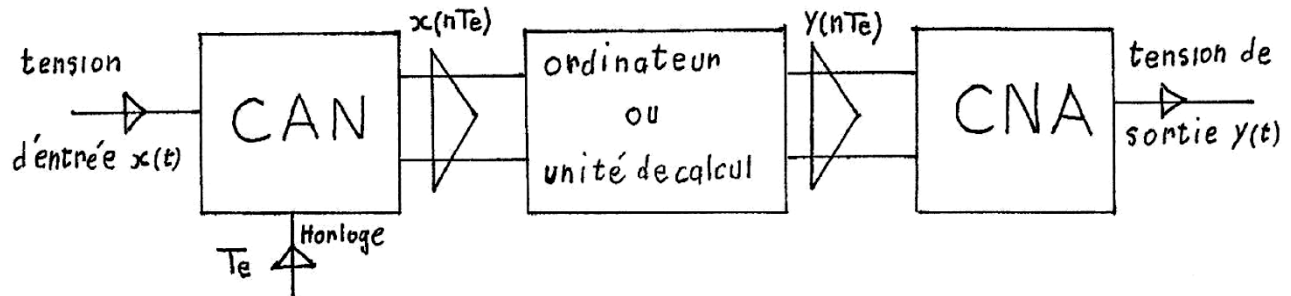 tension
d'entrée x(t)
CAN
Te
Horloge
x(nTe)
ordinateur
ou
unité de calcul
y(nTe)
CNA
tension de
sortie y(t)